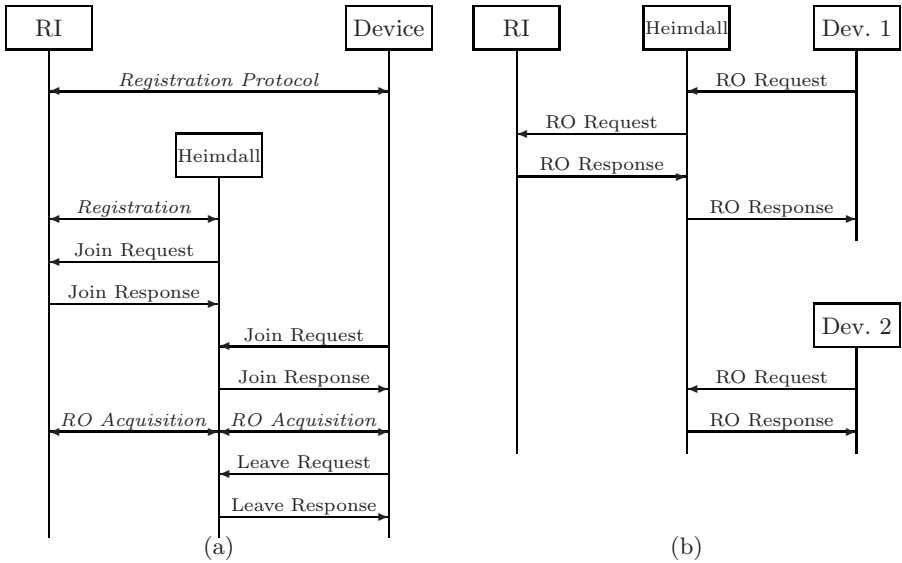 RI
Device
Registration Protocol
Heimdall
Registration
Join Request
Join Response
Join Request
Join Response
RO Acquisition
RO Acquisition
Leave Request
Leave Response
(a)
RI
Heimdall
Dev. 1
RO Request
RO Request
RO Response
RO Response
Dev. 2
RO Request
RO Response
(b)